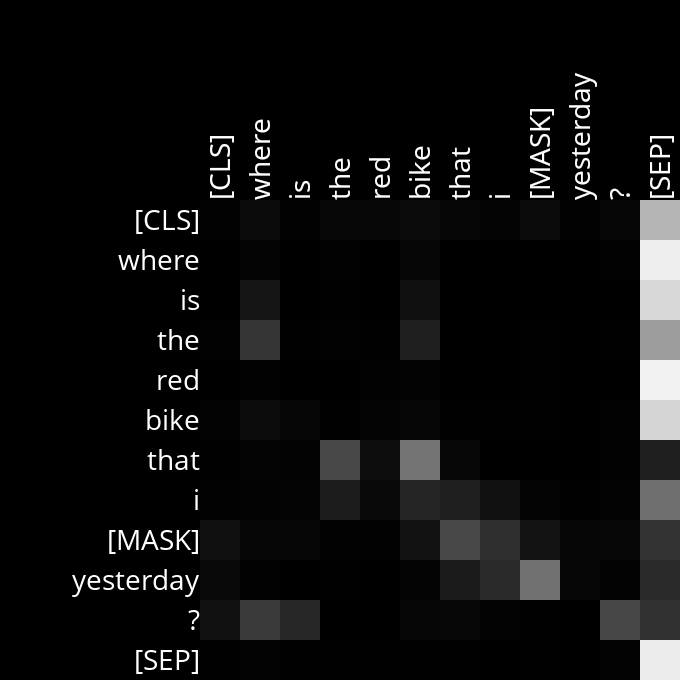 [CLS] where is the red bike that i [MASK] yesterday ? [SEP]
[CLS]
where
is
the
red
bike
that
i
[MASK]
yesterday
?
[SEP]